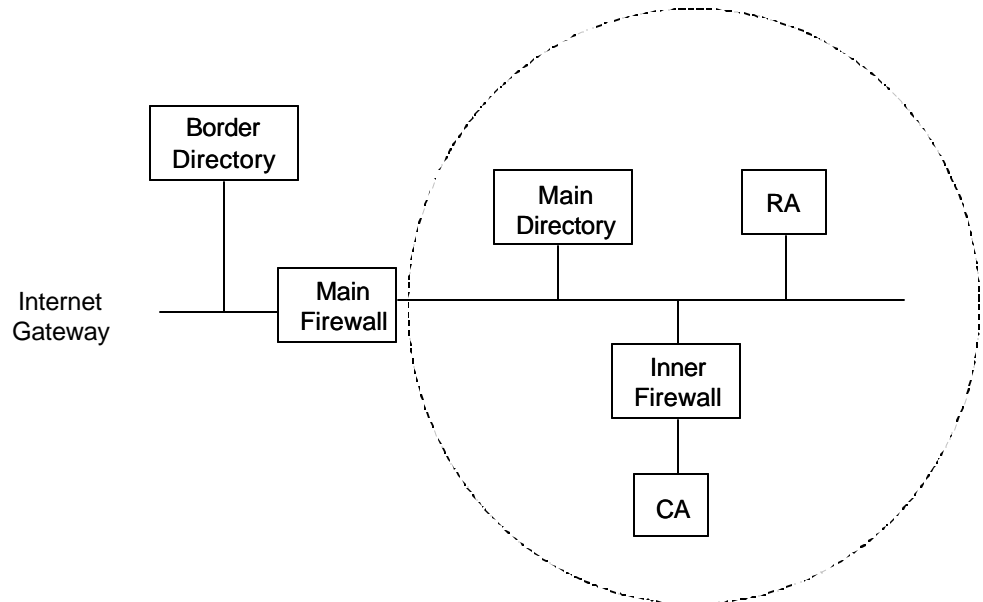 Border
Directory
Main
Directory
RA
Internet
Gateway
Main
Firewall
Inner
Firewall
CA